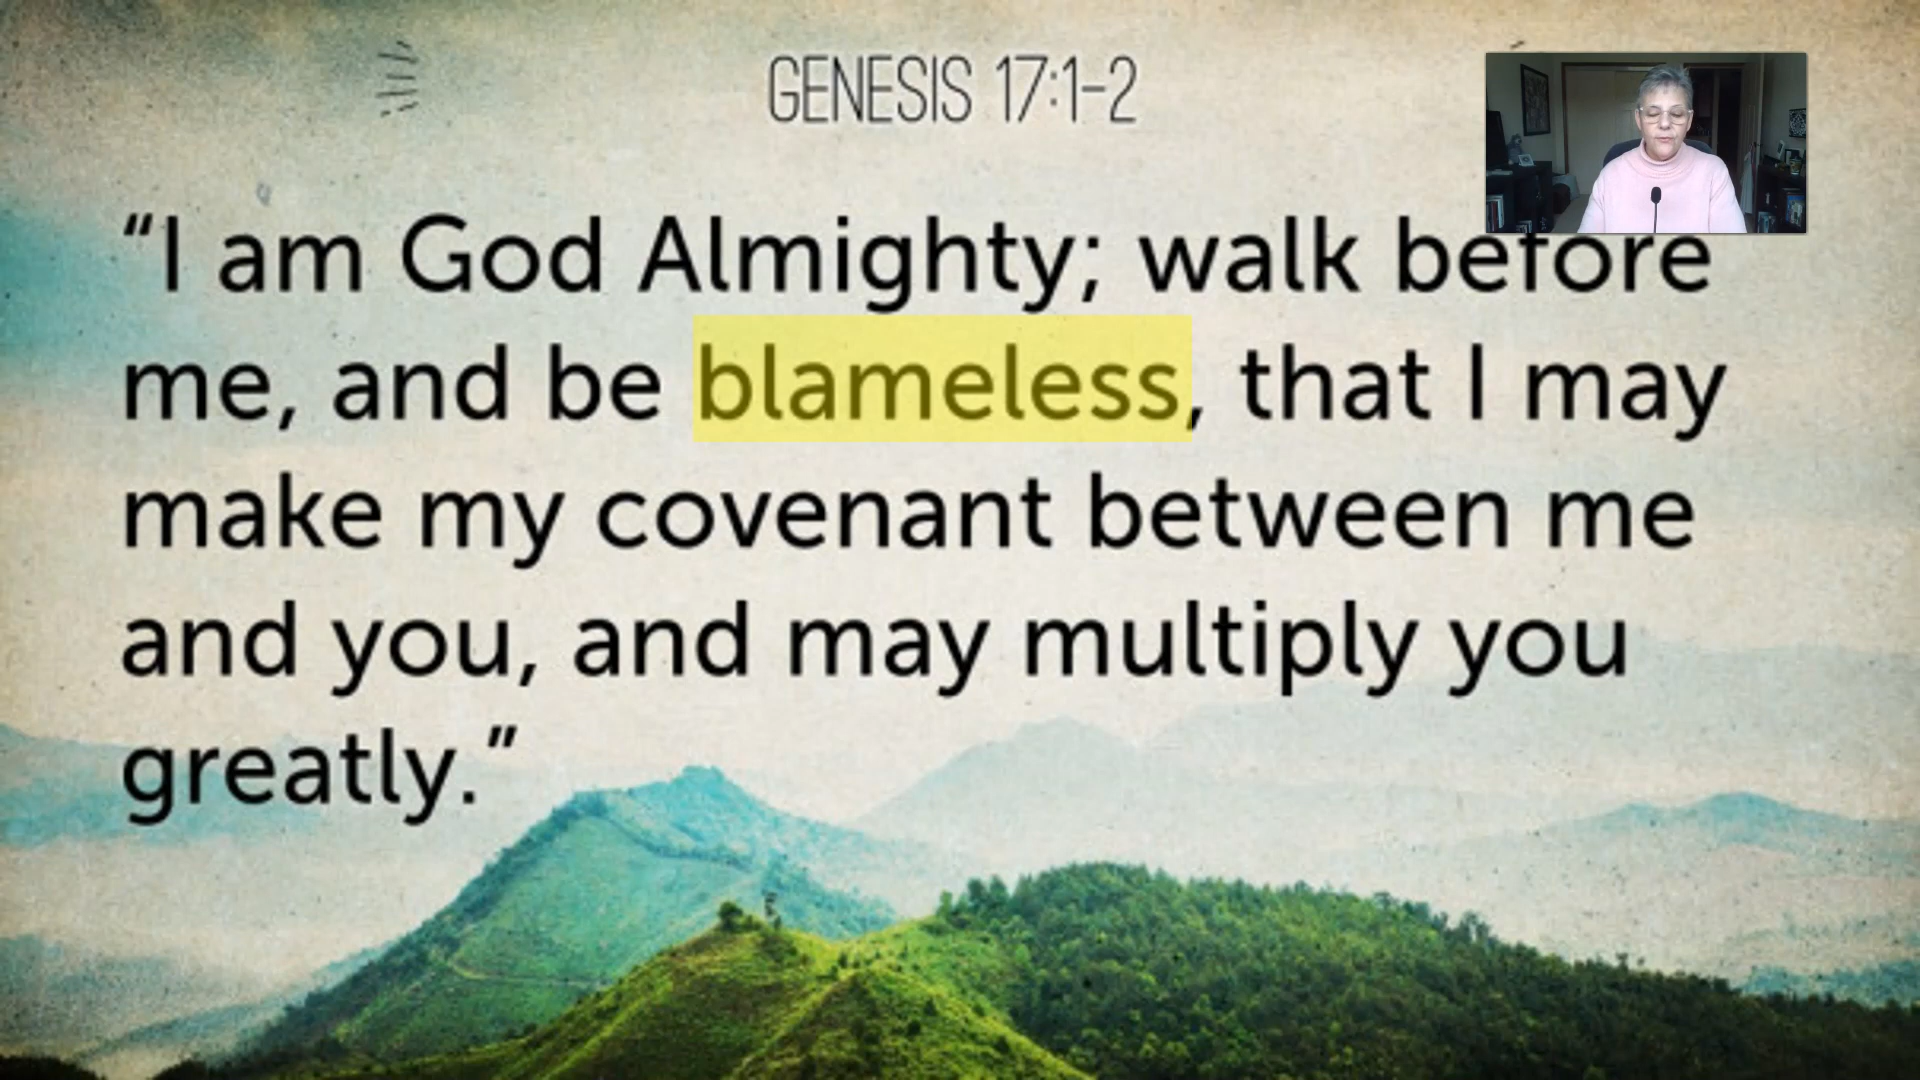 GENESIS 17:1-2
“I am God Almighty; walk before
me, and be blameless, that I may
make my covenant between me
and you, and may multiply you
greatly.”